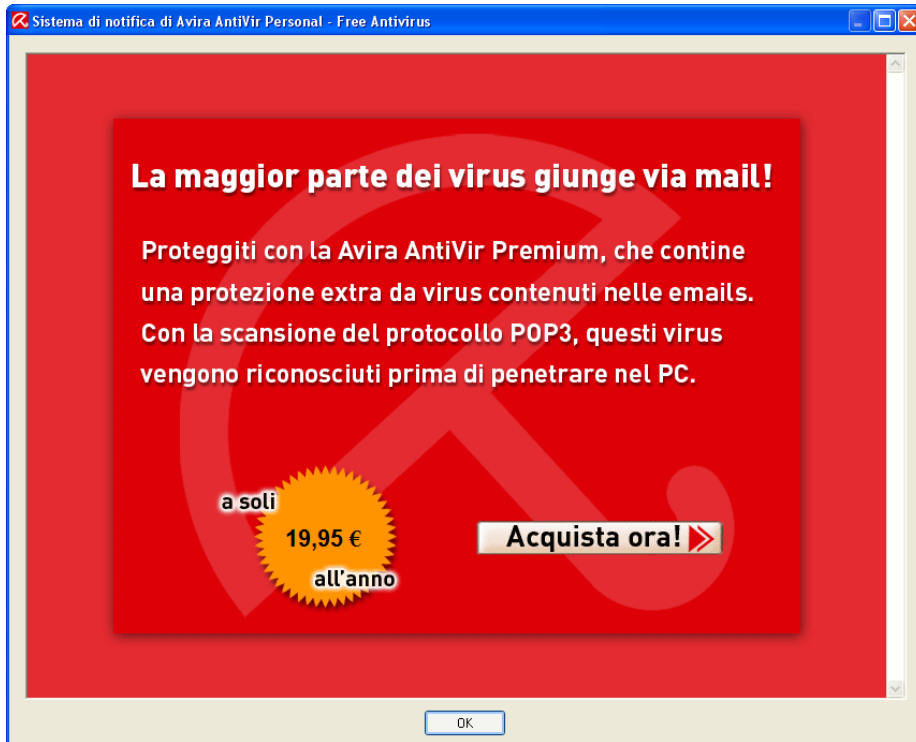 Sistema di notifica di Avira AntiVir Personal - Free Antivirus
La maggior parte dei virus giunge via mail!
Proteggiti con la Avira AntiVir Premium, che contine
una protezione extra da virus contenuti nelle emails.
Con la scansione del protocollo POP3, questi virus
vengono riconosciuti prima di penetrare nel PC.
a soli
19,95 €
all'anno
Acquista ora!
OK